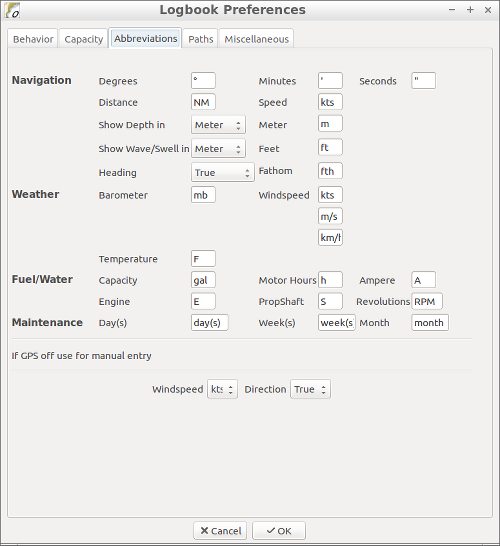 Logbook Preferences
Behavior Capacity Abbreviations Paths Miscellaneous
Navigation Degrees ° Minutes ' Seconds "
Distance NM Speed kts
Show Depth in Meter Meter m
Show Wave/Swell in Meter Feet ft
Heading True Fathom fth
Weather Barometer mb Windspeed kts
m/s
km/h
Temperature F
Fuel/Water Capacity gal Motor Hours h Ampere A
Engine E PropShaft S Revolutions RPM
Maintenance Day(s) day(s) Week(s) week(s Month month
If GPS off use for manual entry
Windspeed kts Direction True
Cancel OK